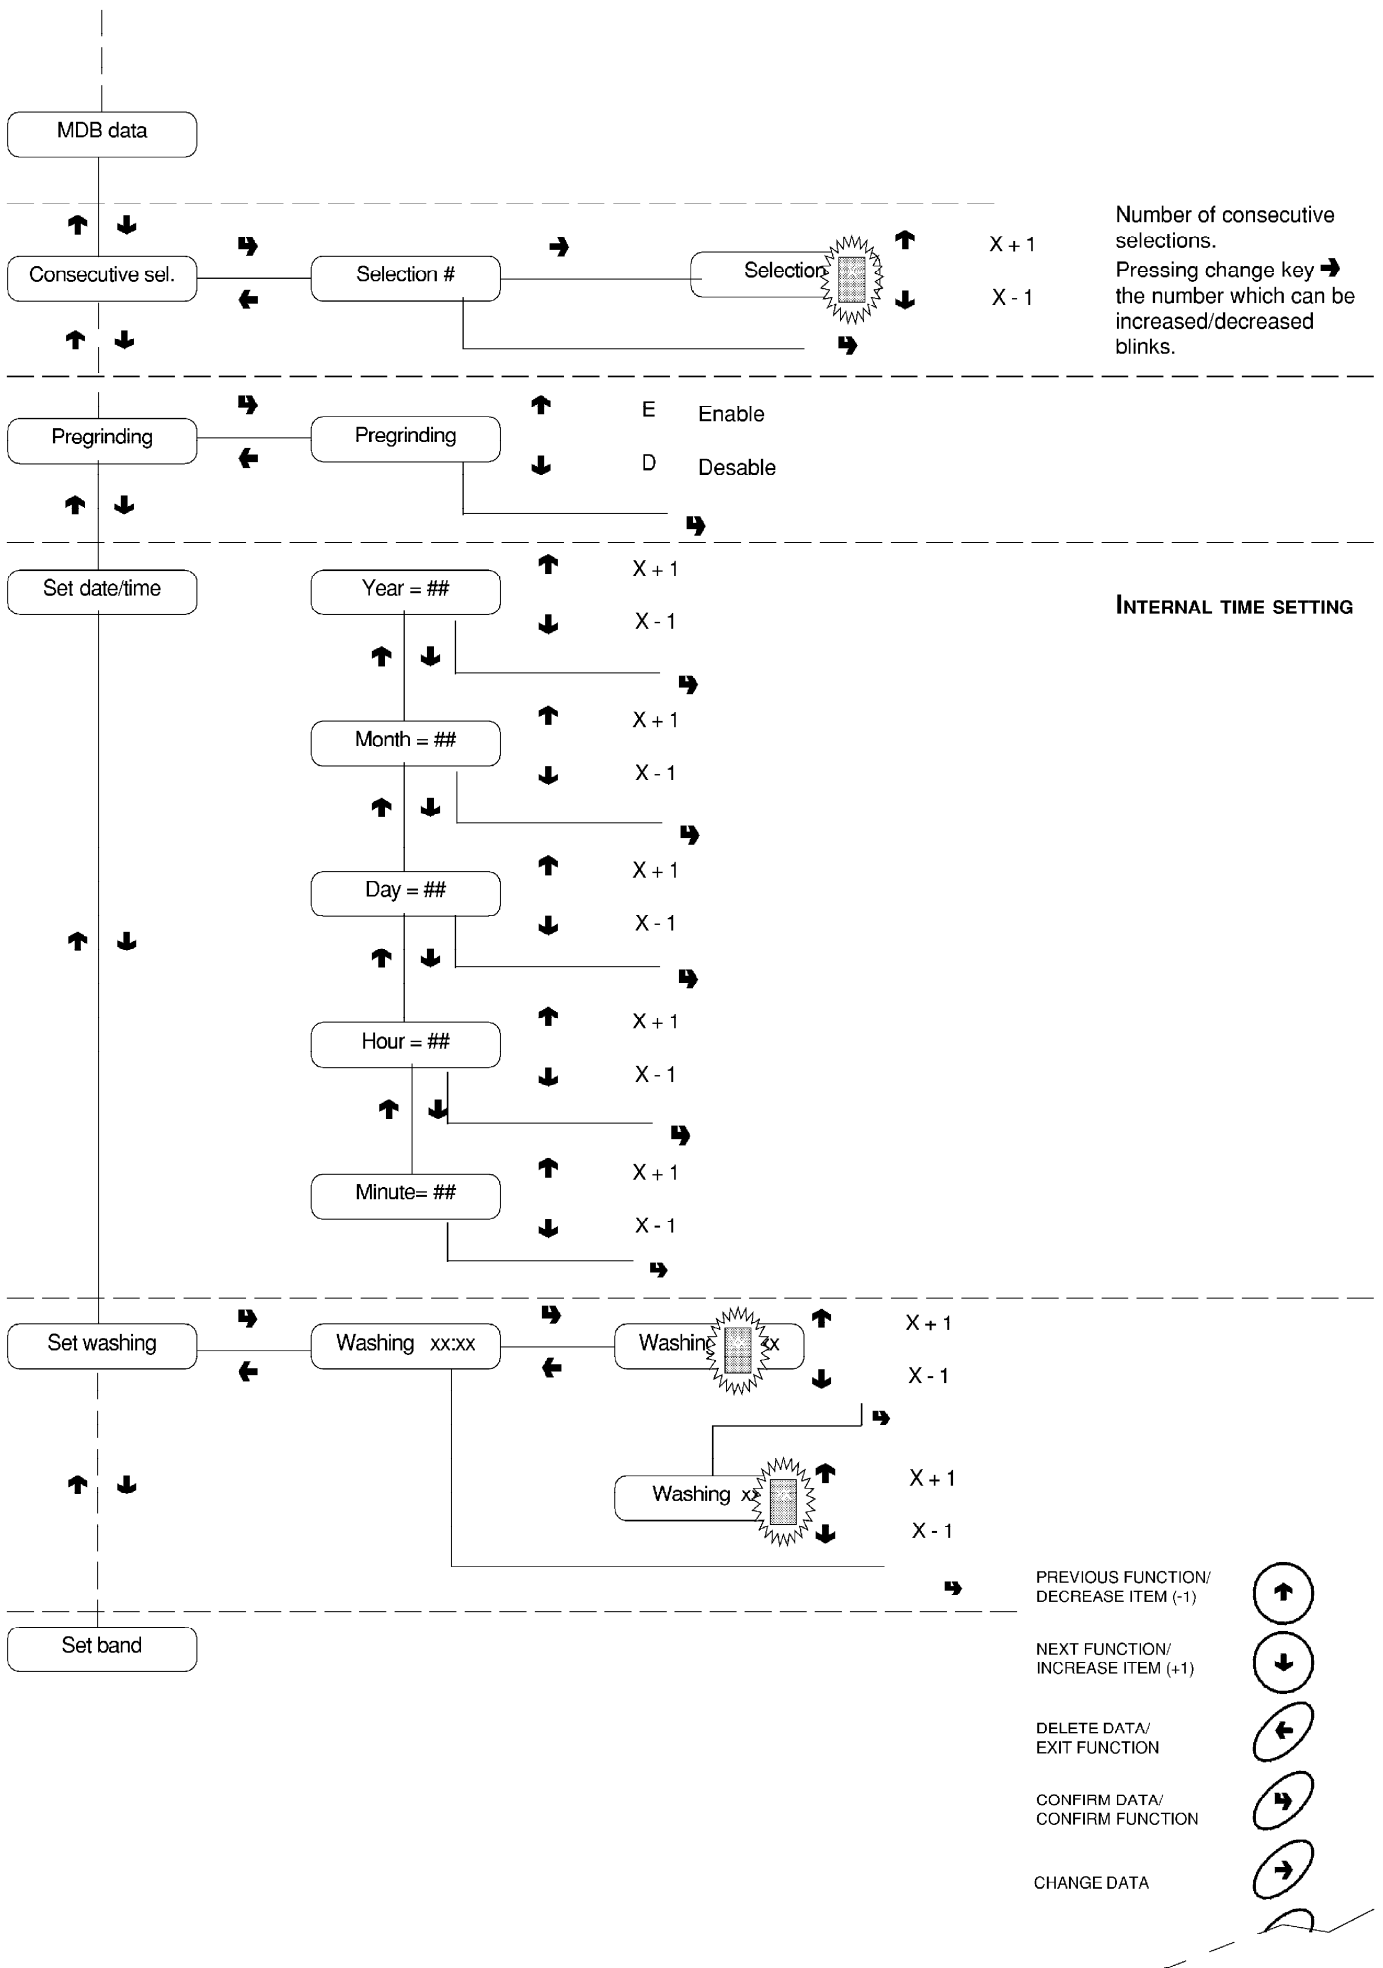 MDB data
Number of consecutive
selections.
Pressing change key
the number which can be
increased/decreased
blinks.
Consecutive sel.
Selection #
Selection
X + 1
X - 1
Pregrinding
Pregrinding
E Enable
D Desable
Set date/time
INTERNAL TIME SETTING
Year = ##
X + 1
X - 1
Month = ##
X + 1
X - 1
Day = ##
X + 1
X - 1
Hour = ##
X + 1
X - 1
Minute= ##
X + 1
X - 1
Set washing
Washing xx:xx
Washing xx
X + 1
X - 1
Washing xx
X + 1
X - 1
Set band
PREVIOUS FUNCTION/
DECREASE ITEM (-1)
NEXT FUNCTION/
INCREASE ITEM (+1)
DELETE DATA/
EXIT FUNCTION
CONFIRM DATA/
CONFIRM FUNCTION
CHANGE DATA